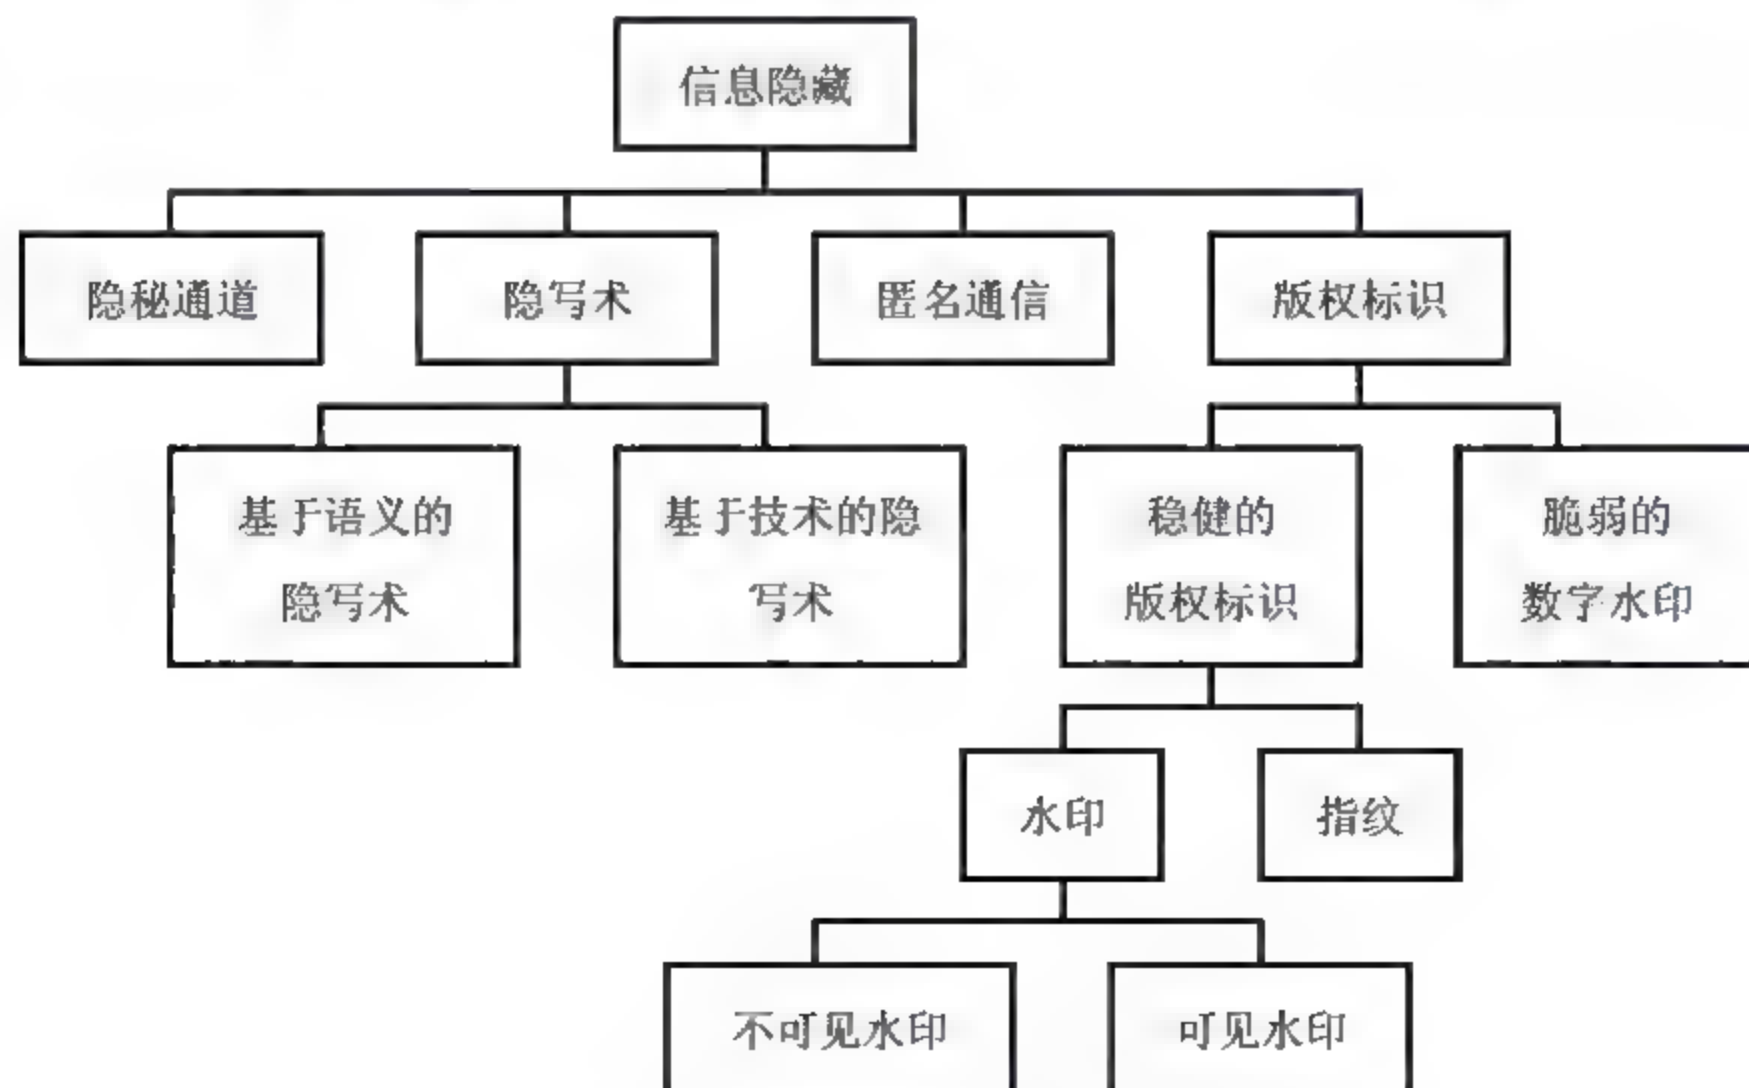 信息隐藏
隐秘通道
隐写术
匿名通信
版权标识
基于语义的
隐写术
基于技术的隐
写术
稳健的
版权标识
脆弱的
数字水印
水印
指纹
不可见水印
可见水印